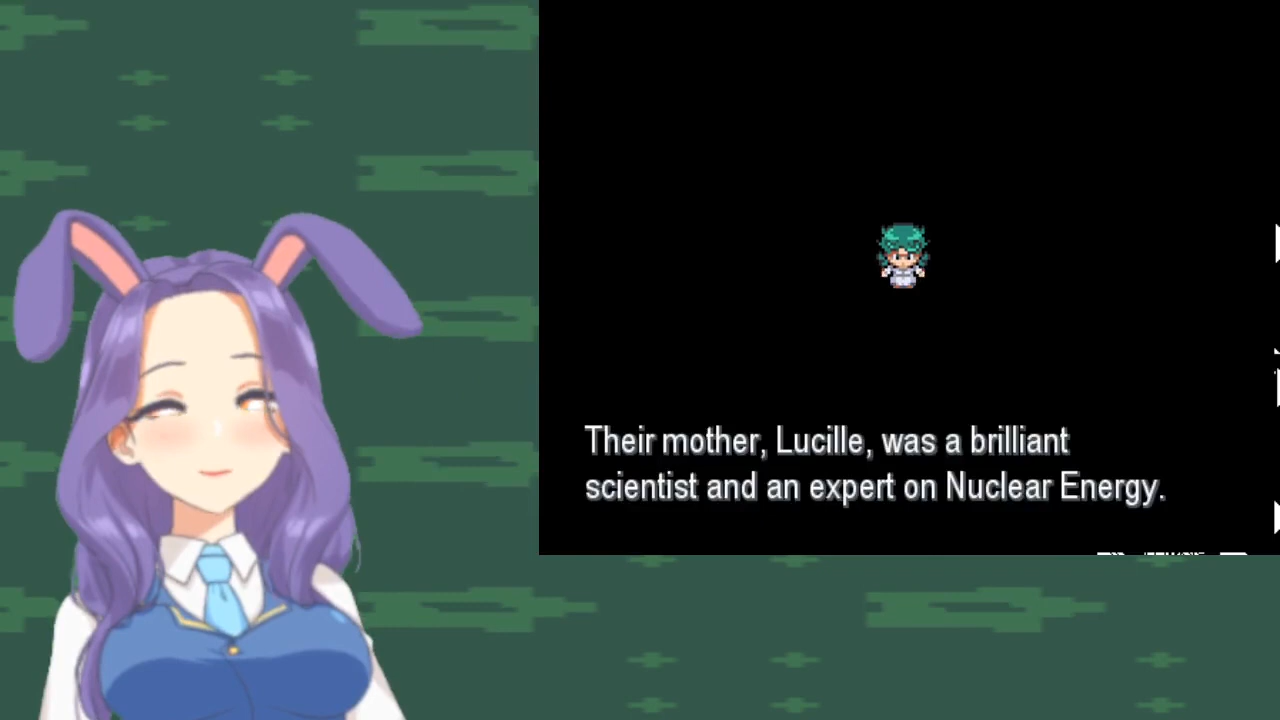 Their mother, Lucille, was a brilliant
scientist and an expert on Nuclear Energy.